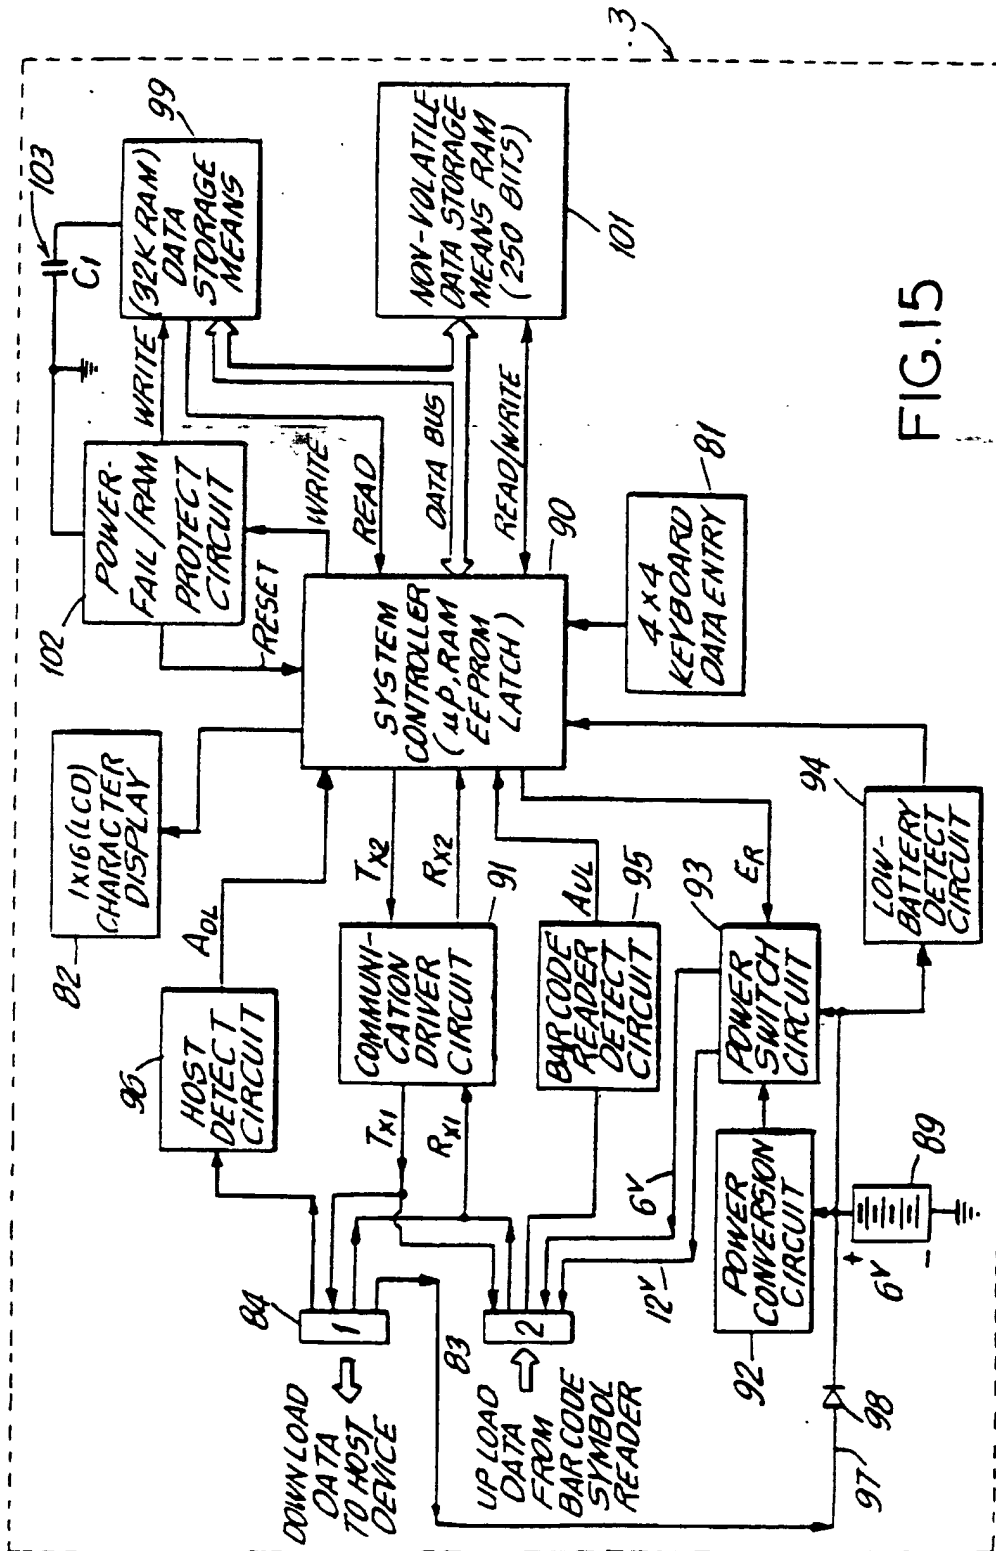 3
103
C1
99
(32K RAM)
DATA
STORAGE
MEANS
NON-VOLATILE
DATA STORAGE
MEANS RAM
(250 BITS)
101
WRITE
102
POWER-
FAIL/RAM
PROTECT
CIRCUIT
WRITE
READ
DATA BUS
READ/WRITE
RESET
82
1X16(LCD)
CHARACTER
DISPLAY
SYSTEM
CONTROLLER
(μP,RAM
EEPROM
LATCH)
90
4×4
KEYBOARD
DATA ENTRY
81
ADL
TX2
RX2
AUL
ER
96
HOST
DETECT
CIRCUIT
COMMUNI-
CATION
DRIVER
CIRCUIT
91
BAR CODE
READER
DETECT
CIRCUIT
95
POWER
SWITCH
CIRCUIT
93
LOW-
BATTERY
DETECT
CIRCUIT
94
TX1
RX1
6V
12V
84
1
83
2
92
POWER
CONVERSION
CIRCUIT
89
+
6V
-
DOWN LOAD
DATA
TO HOST
DEVICE
UP LOAD
DATA
FROM
BAR CODE
SYMBOL
READER
97
98
FIG.15